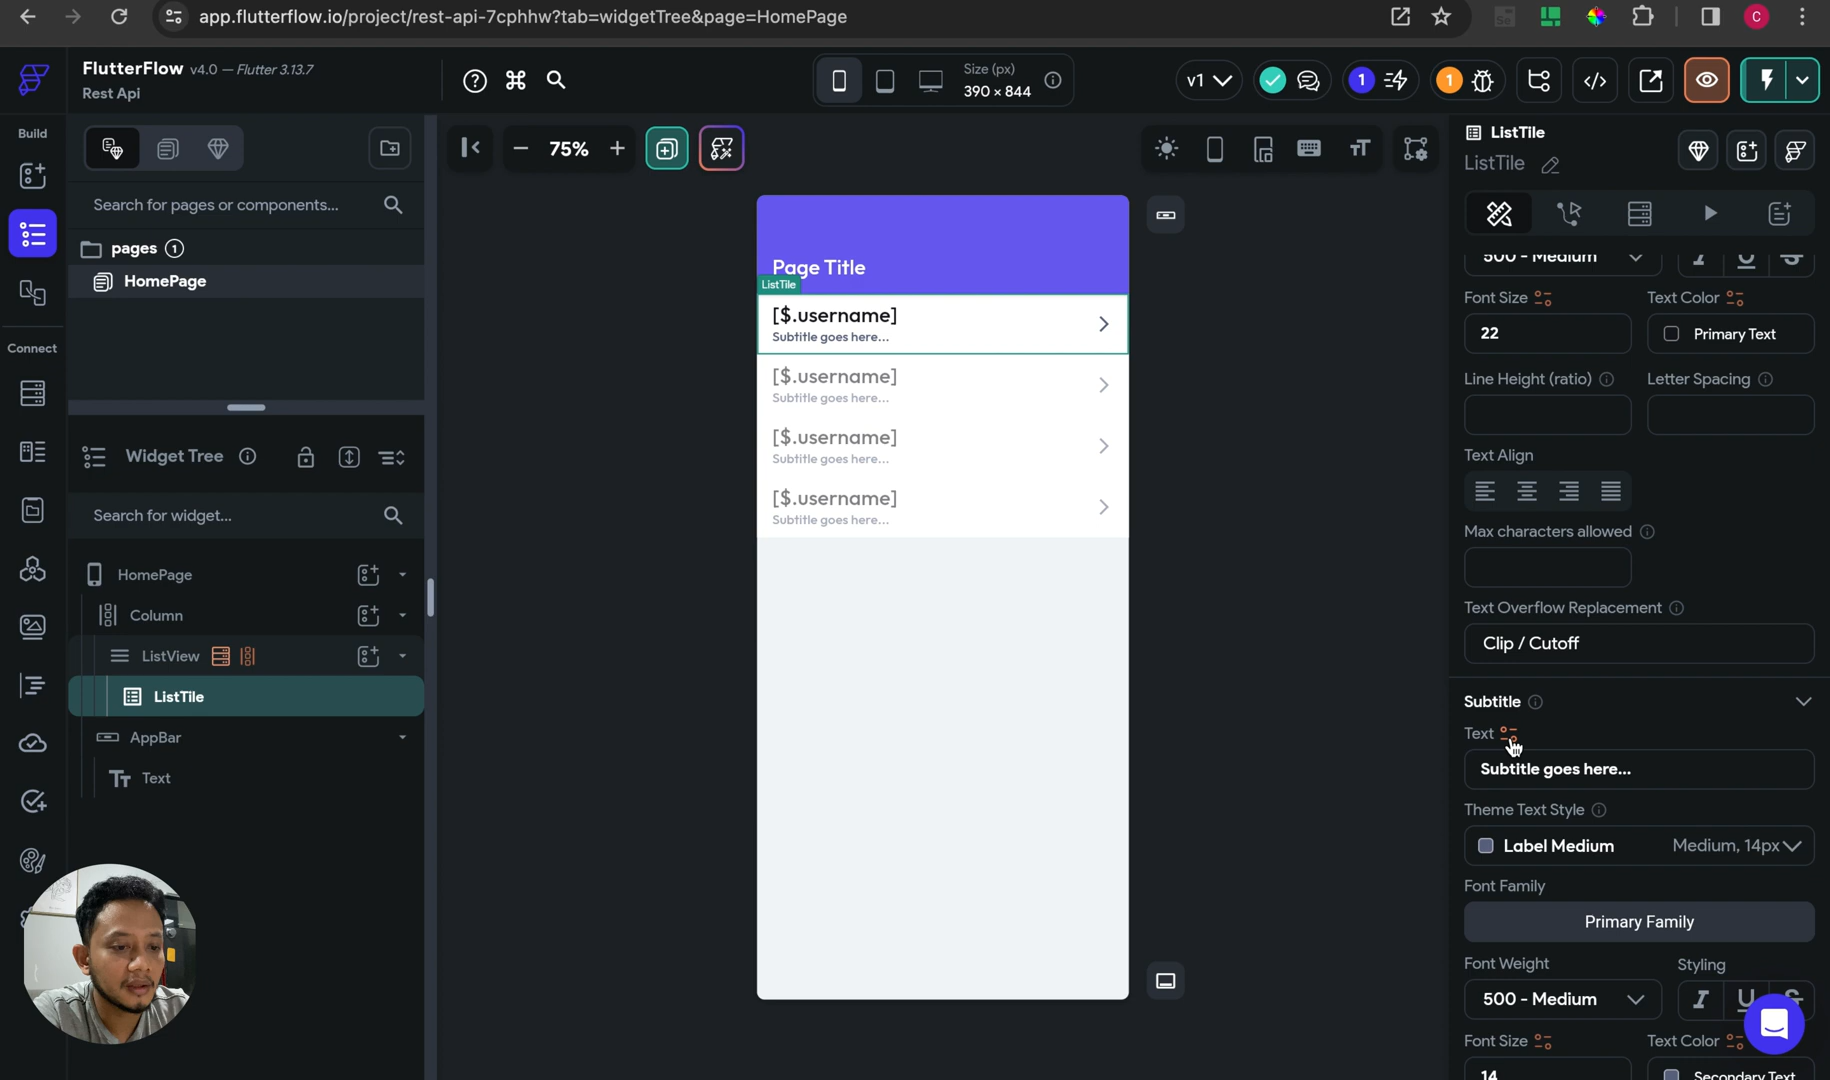 app.flutterflow.io/project/rest-api-7cphhw?tab=widgetTree&page=HomePage
C
FlutterFlow v4.0 — Flutter 3.13.7
Rest Api
Size (px)
390 × 844
v1
1
1
Build
Connect
Search for pages or components...
pages 1
HomePage
Widget Tree
Search for widget...
HomePage
Column
ListView
ListTile
AppBar
Text
75%
Page Title
ListTile
[$.username]
Subtitle goes here...
[$.username]
Subtitle goes here...
[$.username]
Subtitle goes here...
[$.username]
Subtitle goes here...
ListTile
ListTile
500 - Medium
Font Size
Text Color
22
Primary Text
Line Height (ratio)
Letter Spacing
Text Align
Max characters allowed
Text Overflow Replacement
Clip / Cutoff
Subtitle
Text
Subtitle goes here...
Theme Text Style
Label Medium
Medium, 14px
Font Family
Primary Family
Font Weight
Styling
500 - Medium
Font Size
Text Color
14
Secondary Text